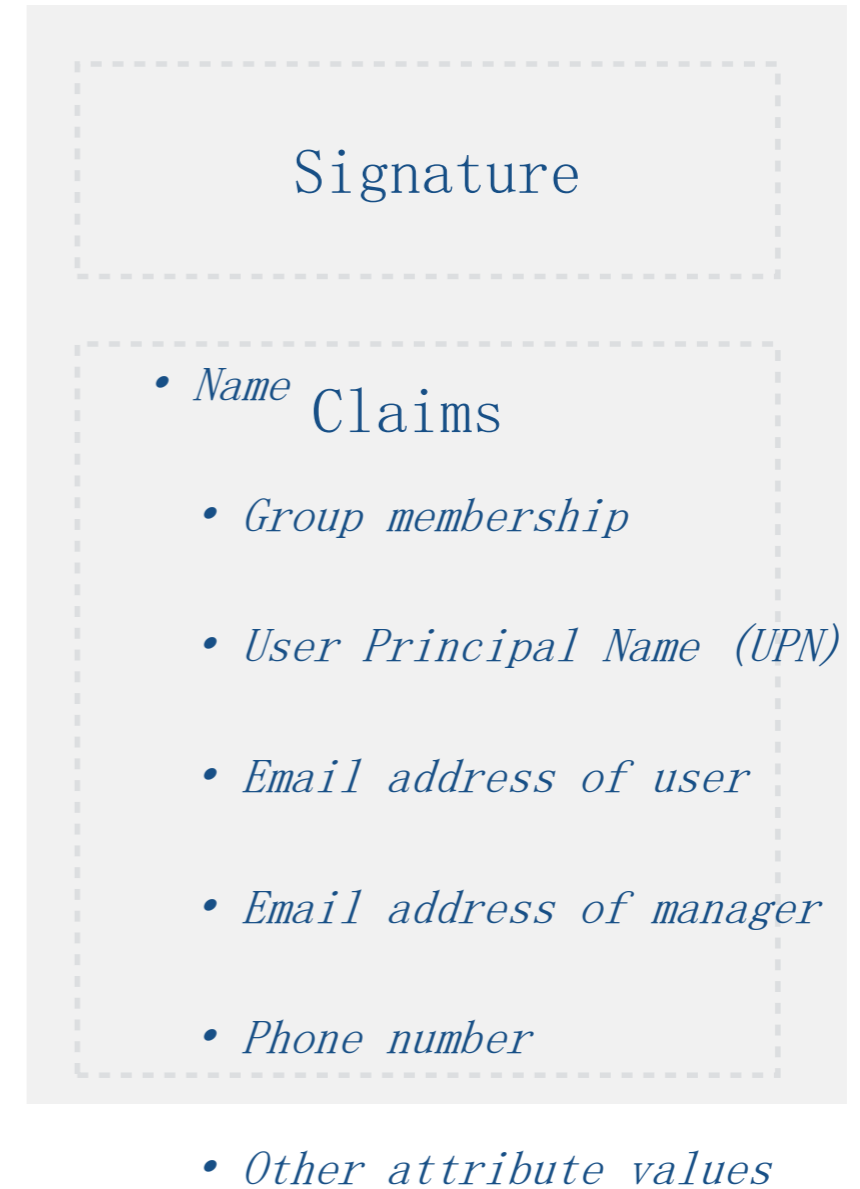 Signature
• Name
Claims
• Group membership
• User Principal Name (UPN)
• Email address of user
• Email address of manager
• Phone number
• Other attribute values